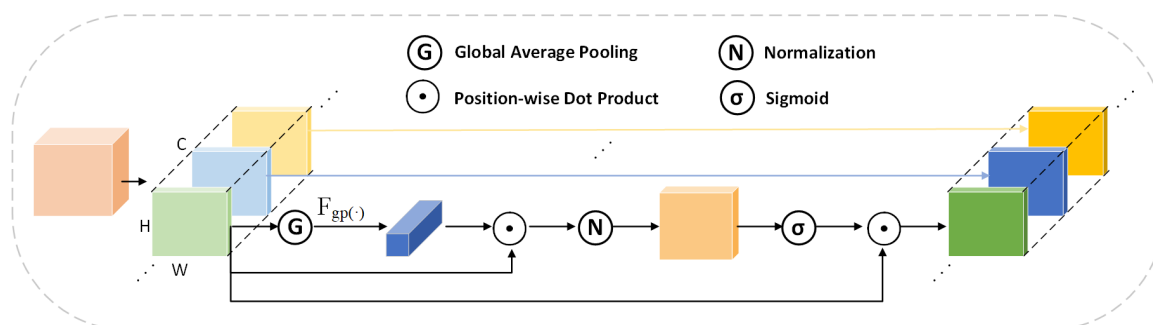 G Global Average Pooling
N Normalization
Position-wise Dot Product
σ Sigmoid
C
H
W
G
Fgp(·)
N
σ